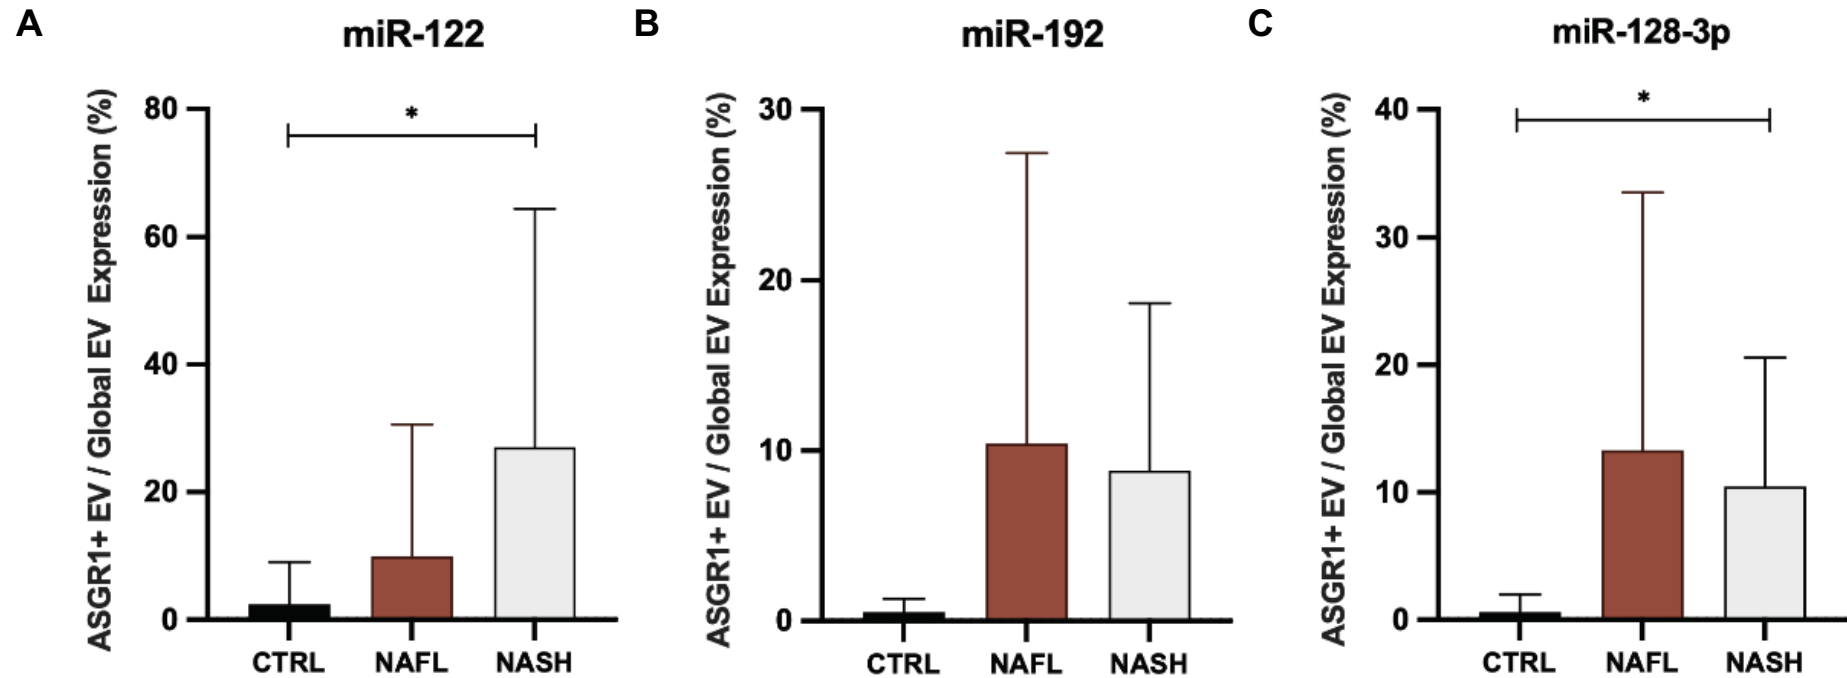 A
miR-122
ASGR1+ EV / Global EV Expression (%)
80
60
40
20
0
*
CTRL
NAFL
NASH
B
miR-192
ASGR1+ EV / Global EV Expression (%)
30
20
10
0
CTRL
NAFL
NASH
C
miR-128-3p
ASGR1+ EV / Global EV Expression (%)
40
30
20
10
0
*
CTRL
NAFL
NASH